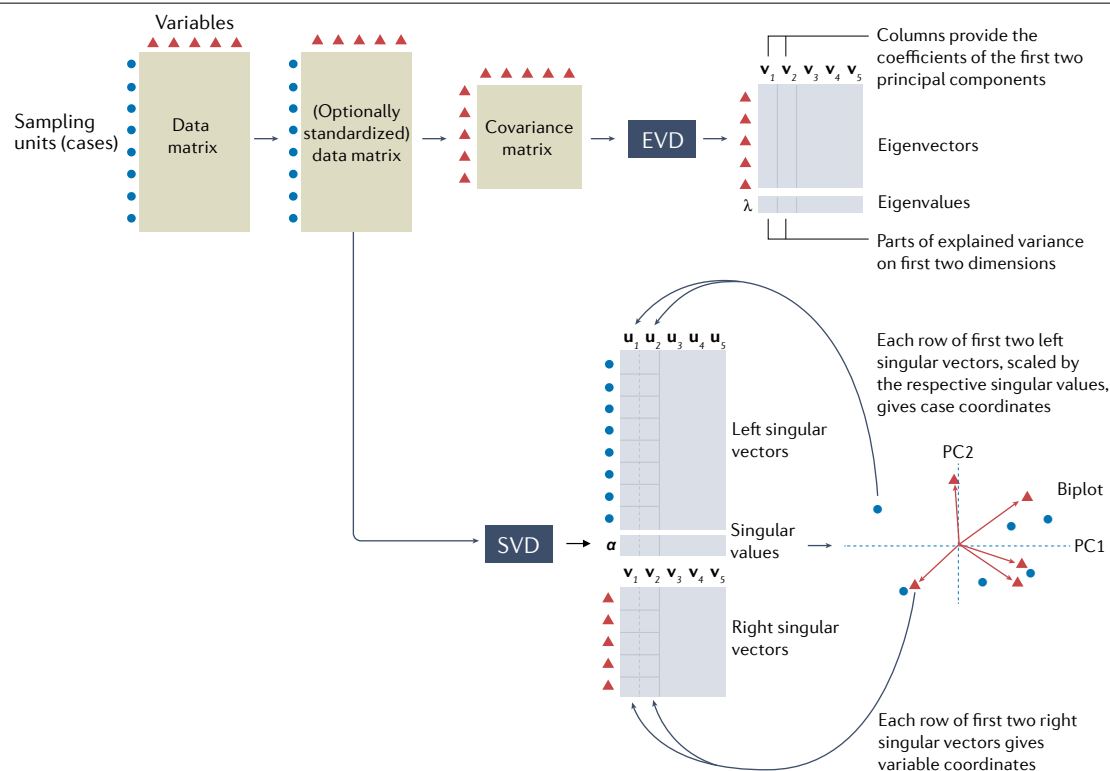 Variables
Sampling
units (cases)
Data
matrix
(Optionally
standardized)
data matrix
Covariance
matrix
EVD
v1 v2 v3 v4 v5
Columns provide the
coefficients of the first two
principal components
Eigenvectors
λ
Eigenvalues
Parts of explained variance
on first two dimensions
u1 u2 u3 u4 u5
Each row of first two left
singular vectors, scaled by
the respective singular values,
gives case coordinates
Left singular
vectors
SVD
α
Singular
values
v1 v2 v3 v4 v5
Right singular
vectors
PC2
Biplot
PC1
Each row of first two right
singular vectors gives
variable coordinates